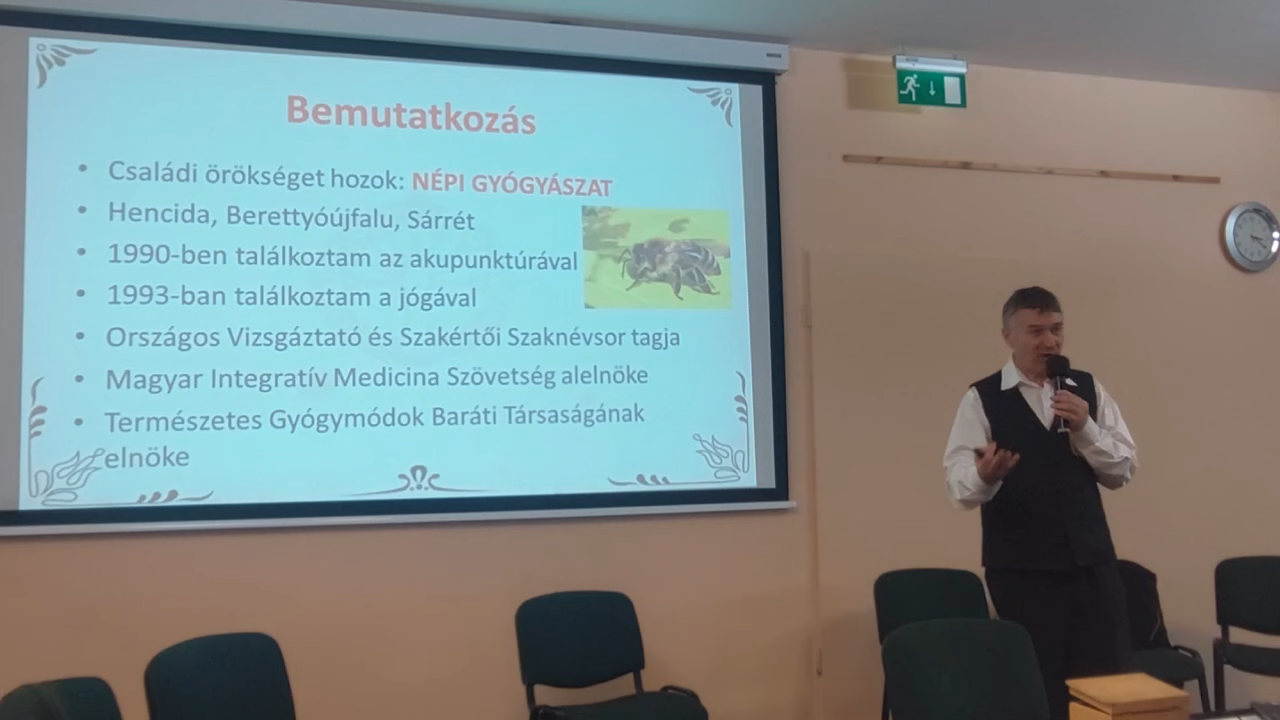 Bemutatkozás
• Családi örökséget hozok: NÉPI GYÓGYÁSZAT
• Hencida, Berettyóújfalu, Sárrét
• 1990-ben találkoztam az akupunktúrával
• 1993-ban találkoztam a jógával
• Országos Vizsgáztató és Szakértői Szaknévsor tagja
• Magyar Integratív Medicina Szövetség alelnöke
• Természetes Gyógymódok Baráti Társaságának
elnöke